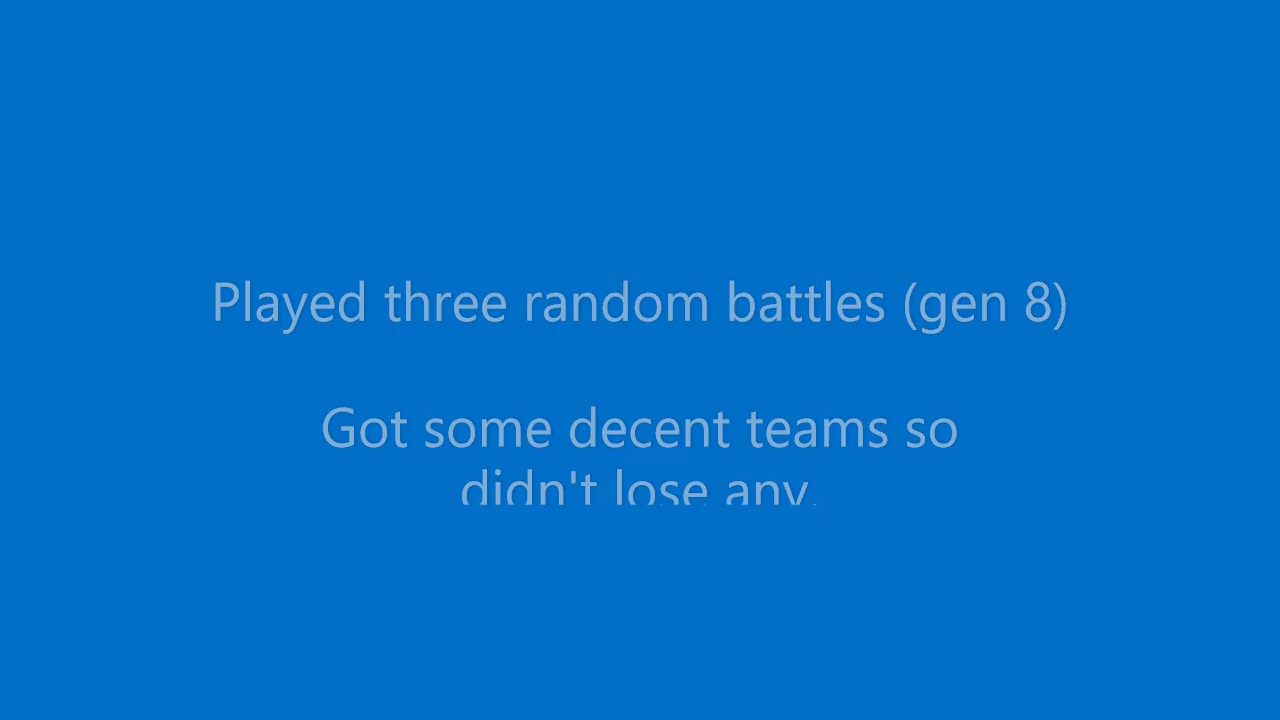 Played three random battles (gen 8)
Got some decent teams so
didn't lose any.